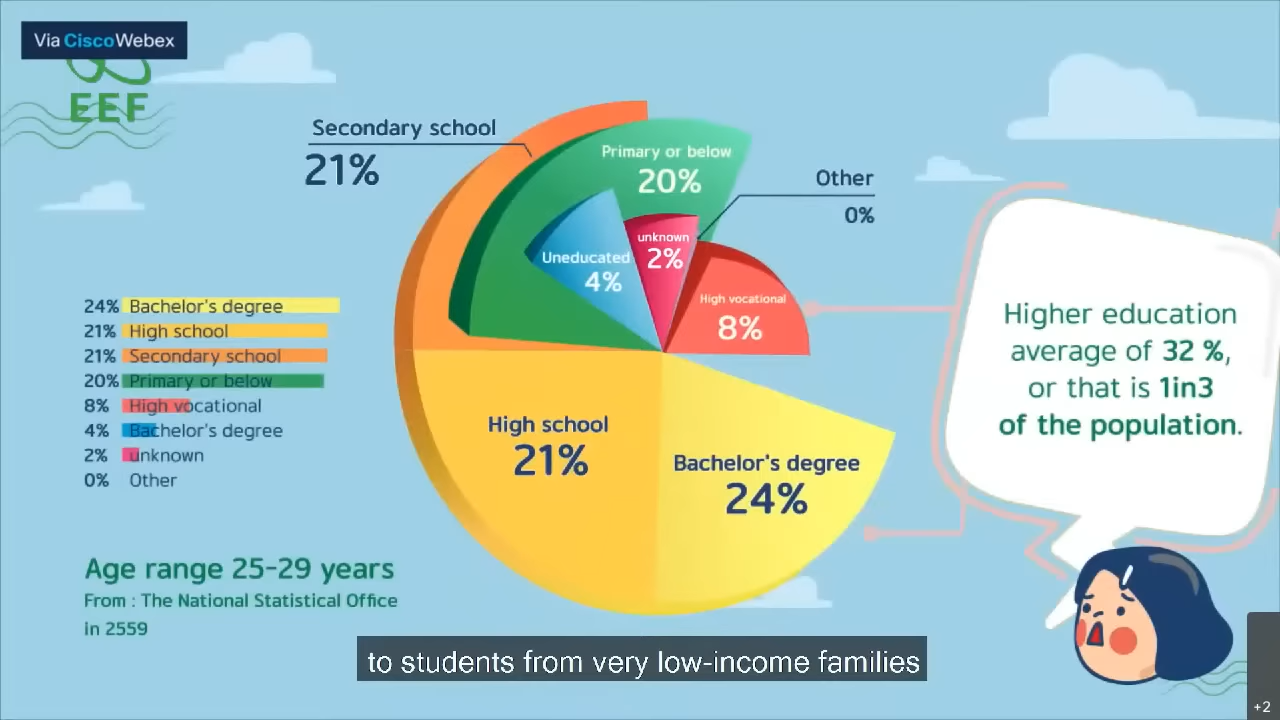 Via CiscoWebex
EEF
Secondary school
21%
Primary or below
20%
Other
0%
unknown
2%
Uneducated
4%
High vocational
8%
24% Bachelor's degree
21% High school
21% Secondary school
20% Primary or below
8% High vocational
4% Bachelor's degree
2% unknown
0% Other
High school
21%
Bachelor's degree
24%
Higher education
average of 32 %,
or that is 1in3
of the population.
Age range 25-29 years
From : The National Statistical Office
in 2559
to students from very low-income families
+2